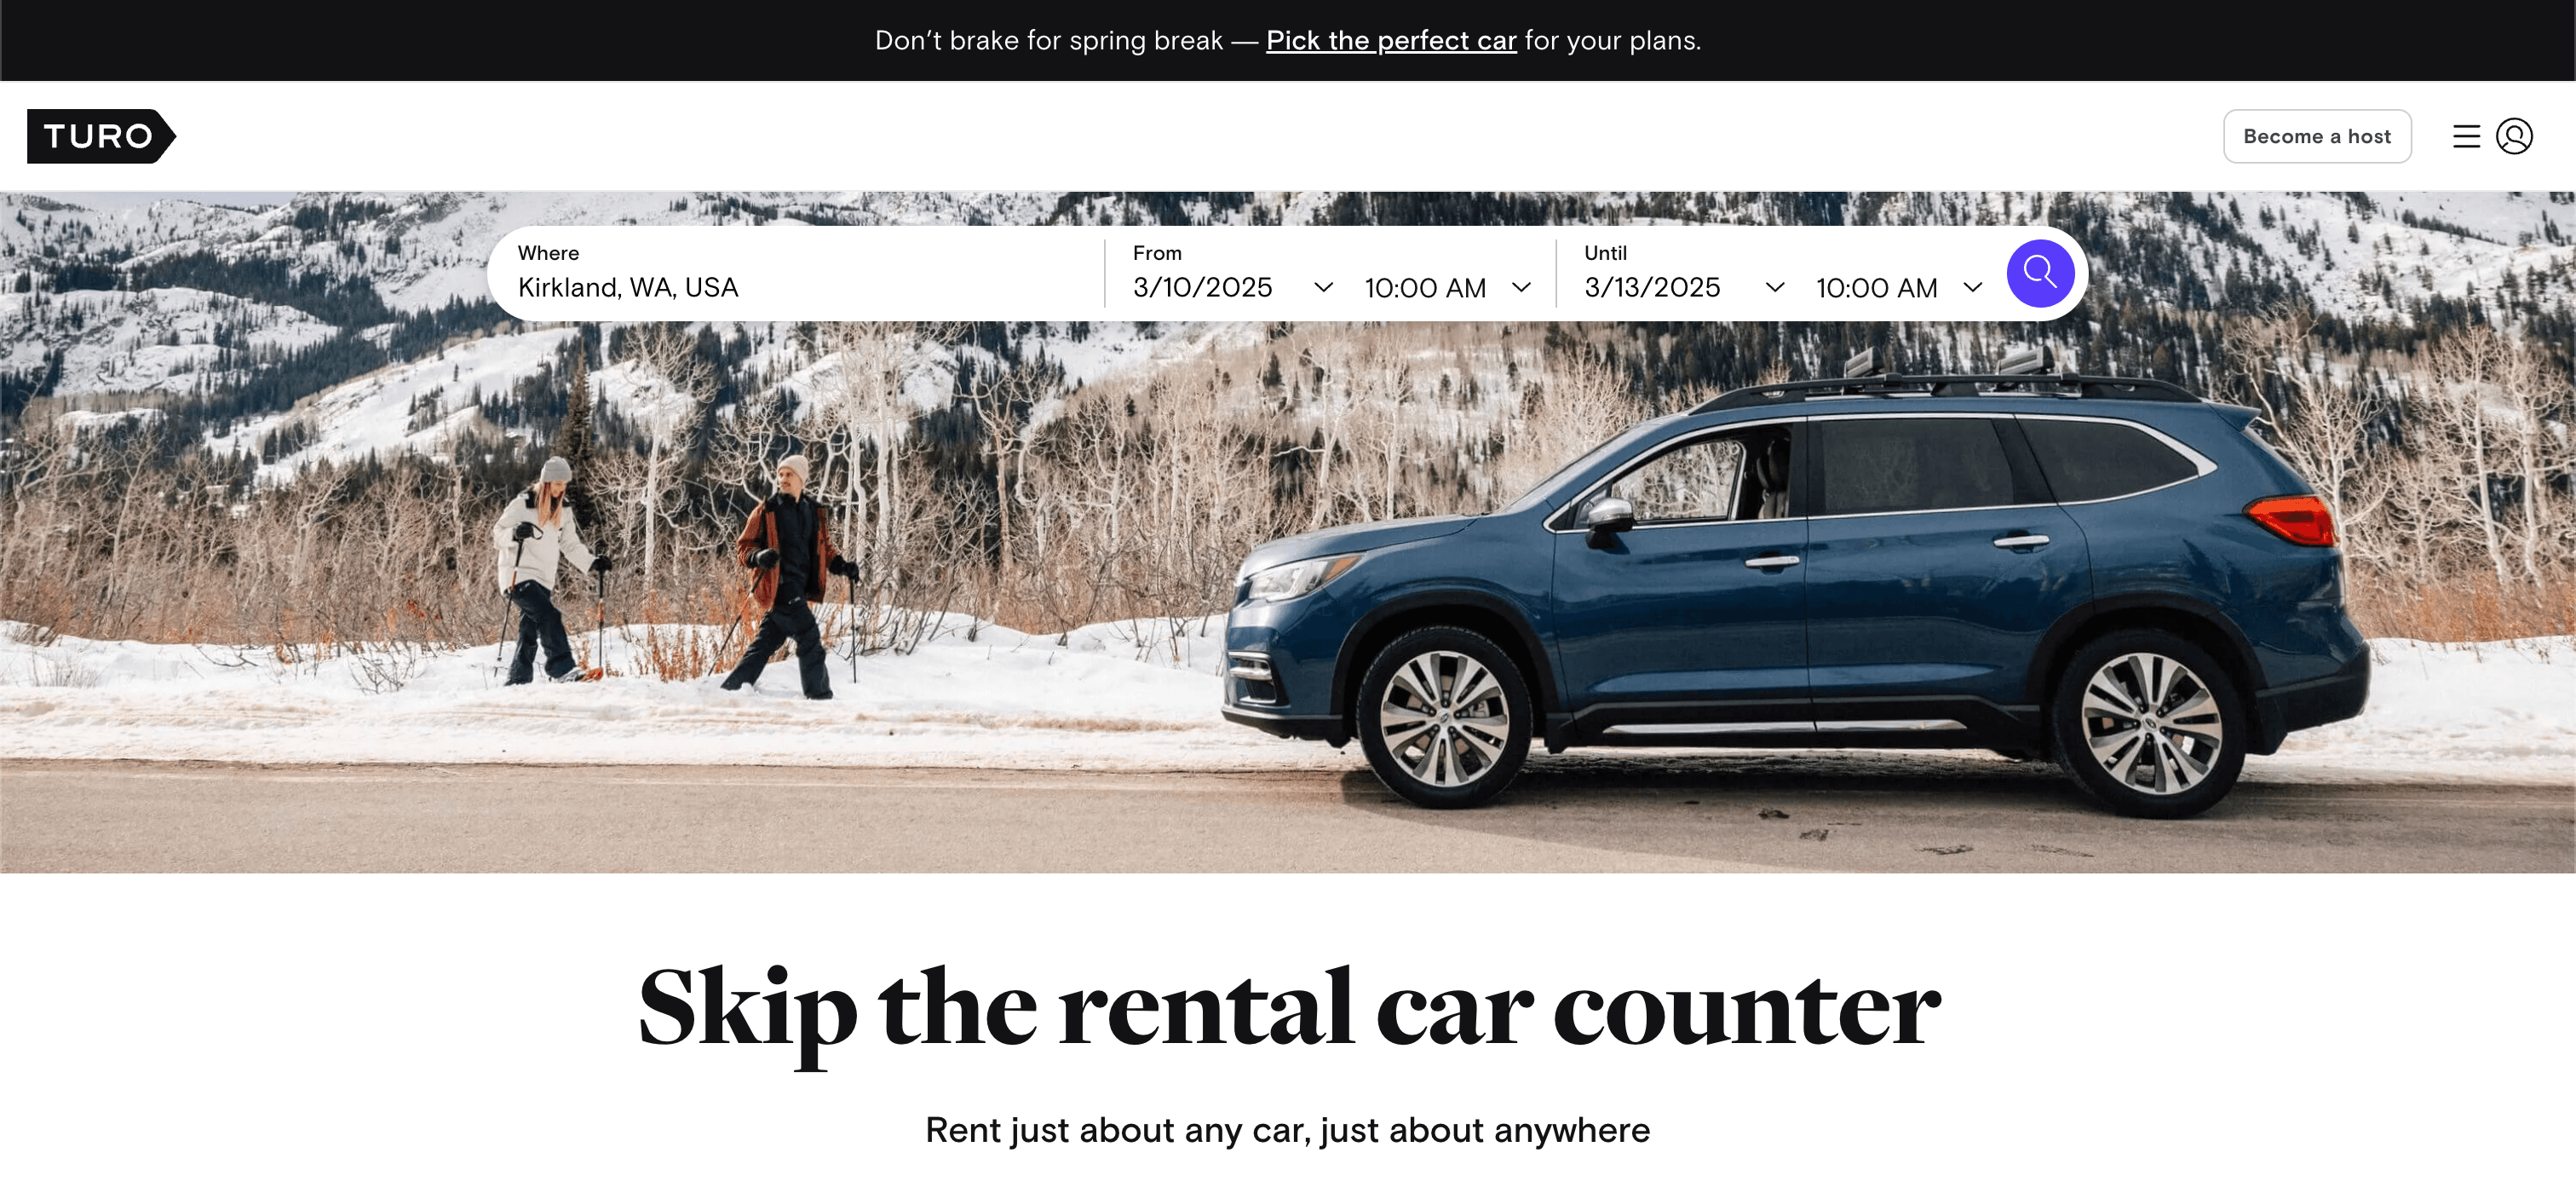 Don’t brake for spring break — Pick the perfect car for your plans.
TURO
Become a host
Where
Kirkland, WA, USA
From
3/10/2025
10:00 AM
Until
3/13/2025
10:00 AM
Skip the rental car counter
Rent just about any car, just about anywhere